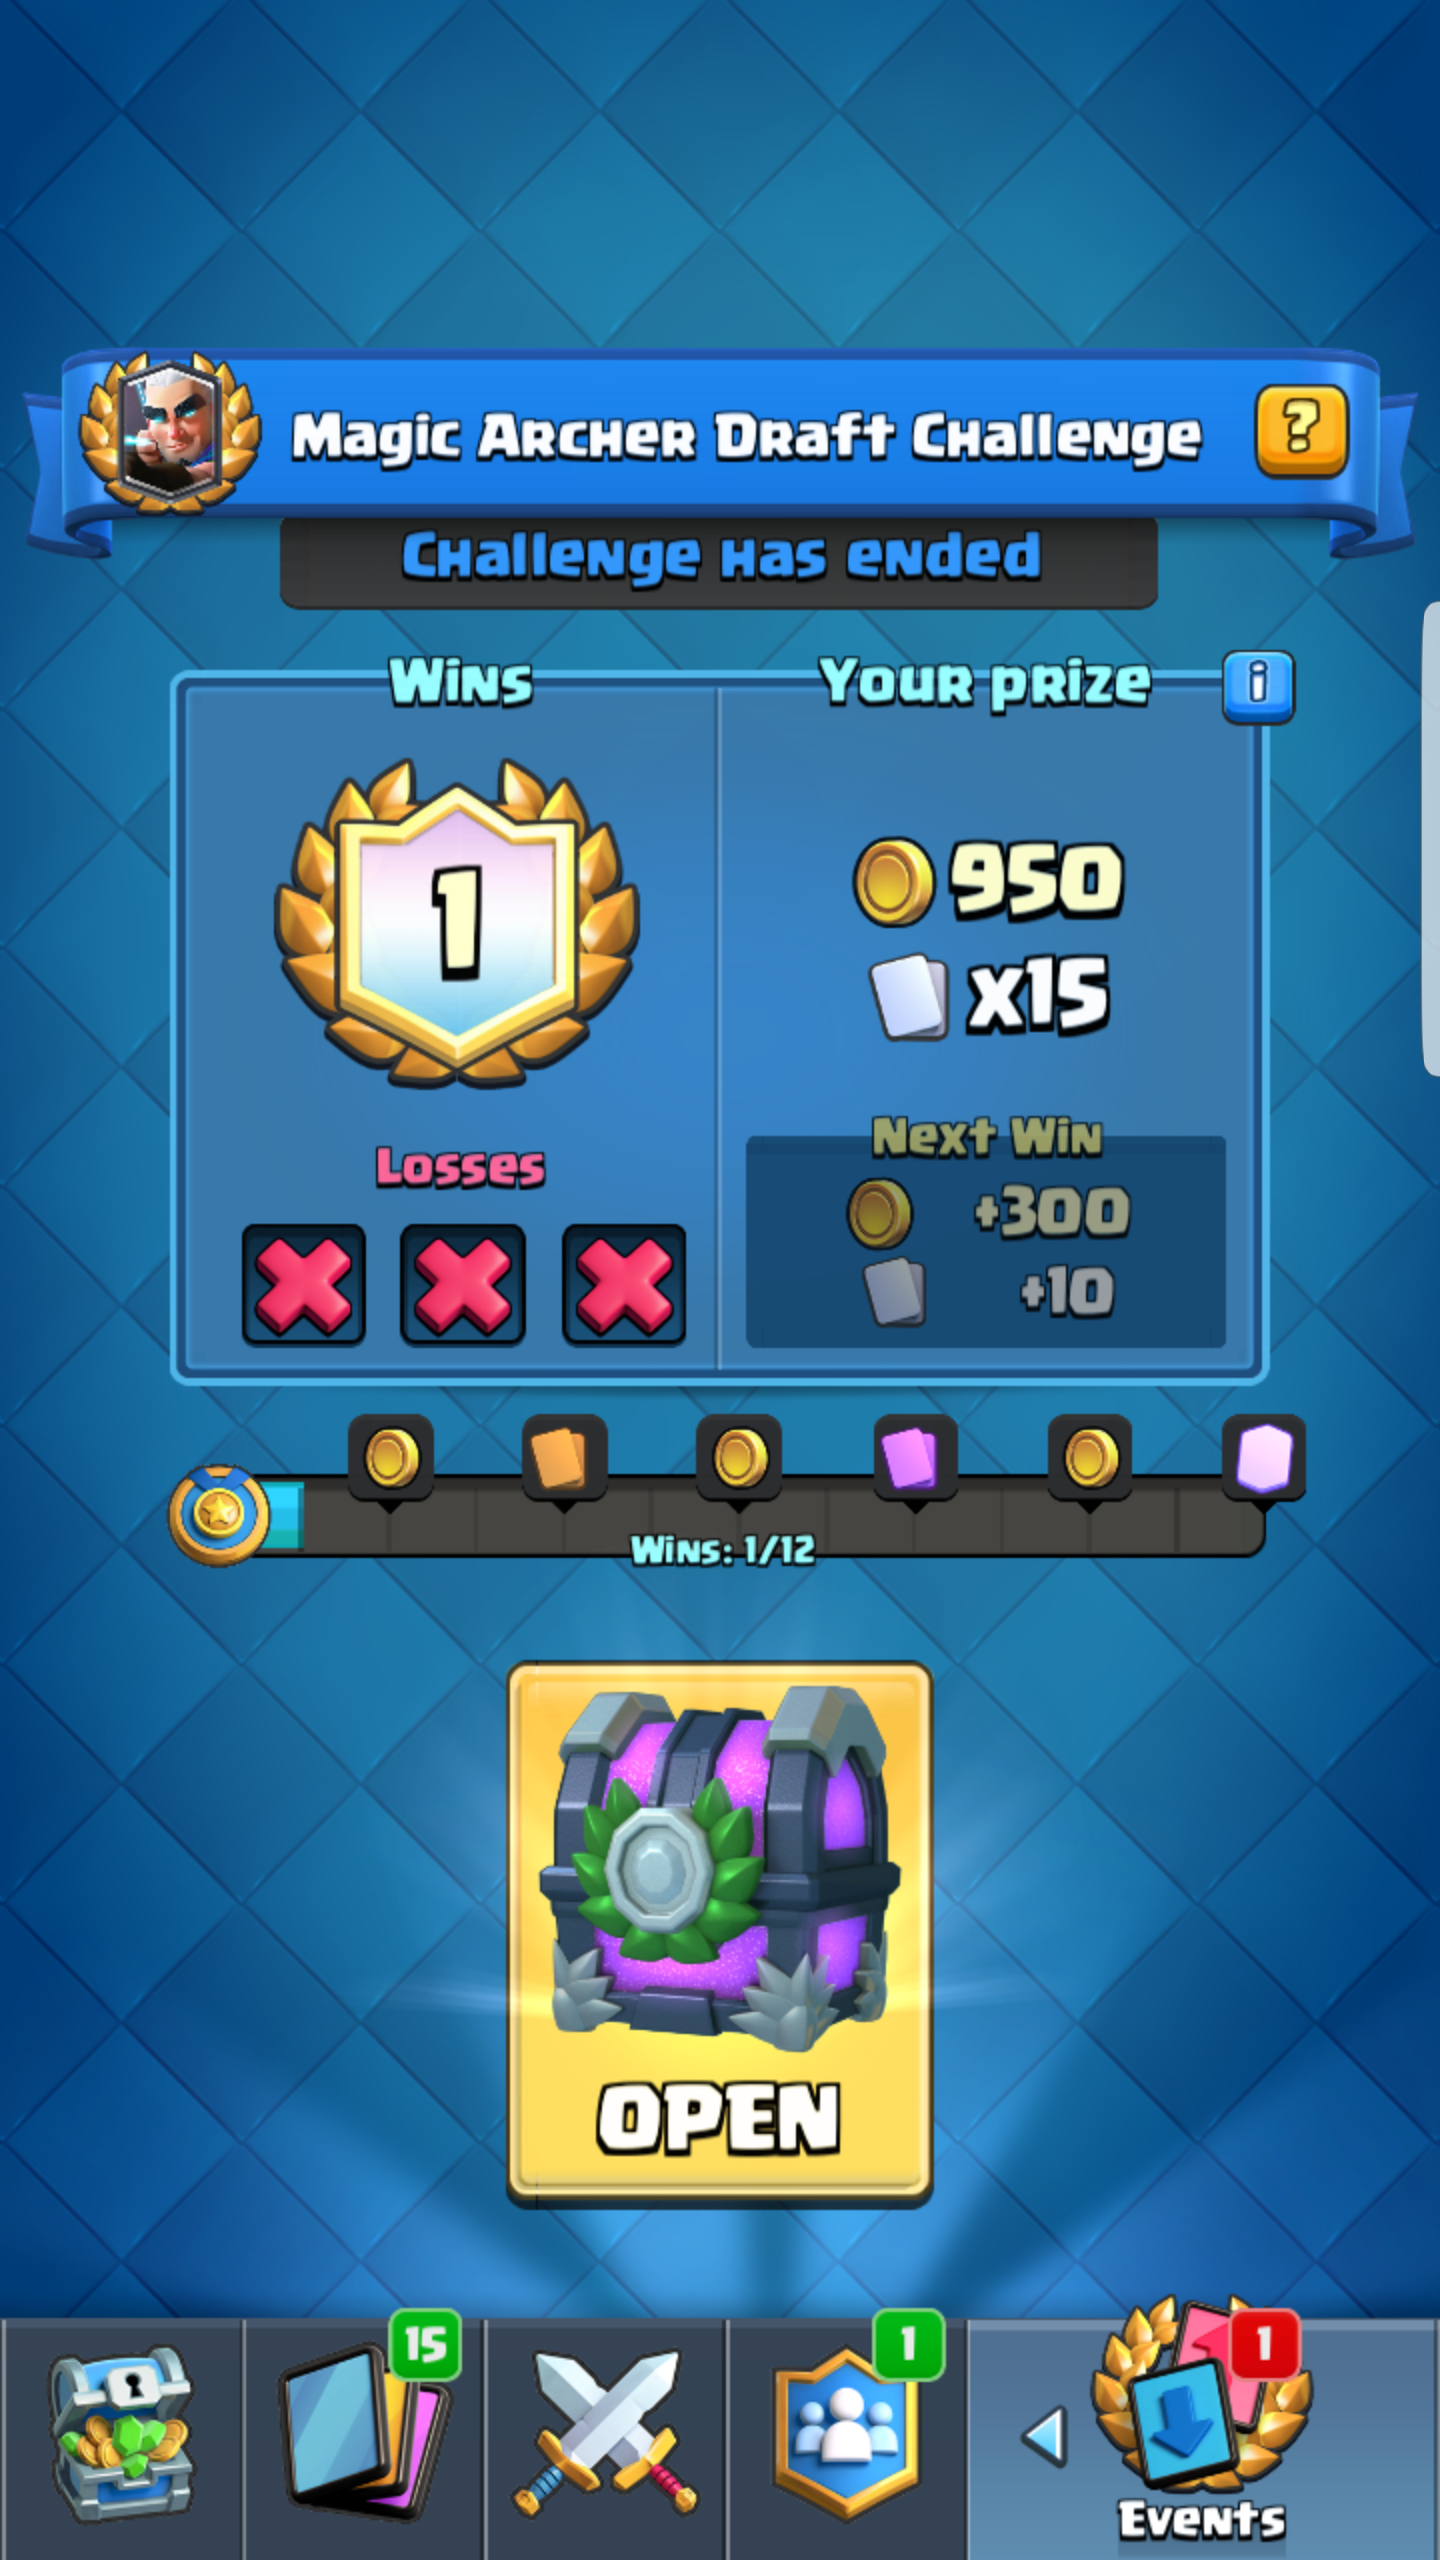 Magic Archer Draft Challenge
?
Challenge has ended
Wins
Your prize
i
1
950
x15
Losses
Next Win
+300
+10
Wins: 1/12
OPEN
15
1
1
Events